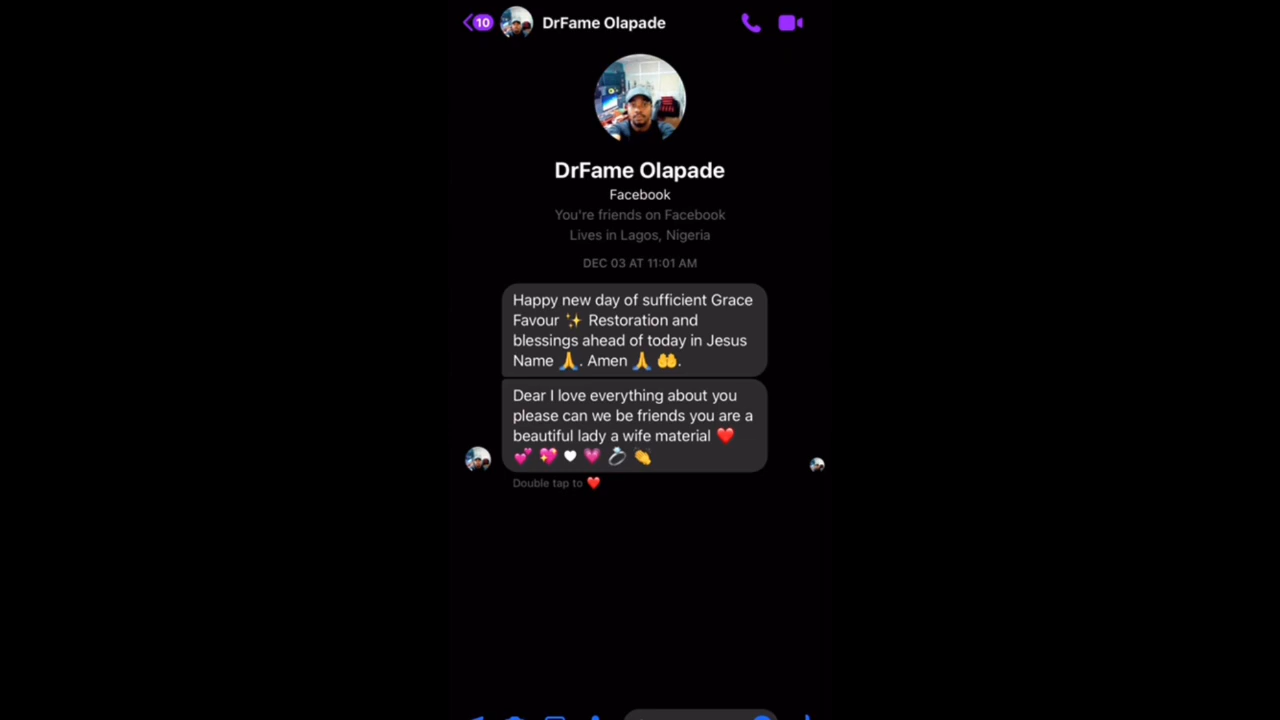 10 DrFame Olapade
DrFame Olapade
Facebook
You're friends on Facebook
Lives in Lagos, Nigeria
DEC 03 AT 11:01 AM
Happy new day of sufficient Grace
Favour ✨ Restoration and
blessings ahead of today in Jesus
Name 🙏. Amen 🙏 🤲.
Dear I love everything about you
please can we be friends you are a
beautiful lady a wife material ❤️
💕 💖 🤍 💗 💍 👏
Double tap to ❤️